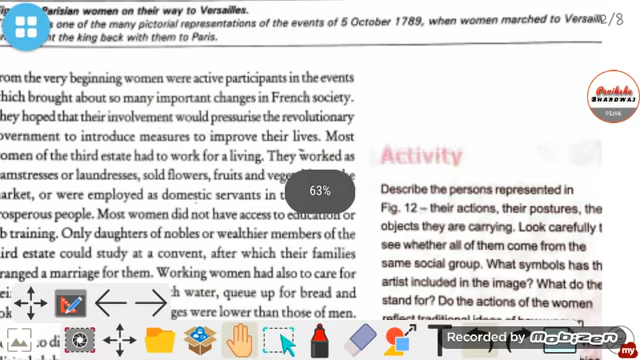 Parisian women on their way to Versailles.
s one of the many pictorial representations of the events of 5 October 1789, when women marched to Versaill
t the king back with them to Paris.
2/8
rom the very beginning women were active participants in the events
hich brought about so many important changes in French society.
hey hoped that their involvement would pressurise the revolutionary
overnment to introduce measures to improve their lives. Most
omen of the third estate had to work for a living. They worked as
amstresses or laundresses, sold flowers, fruits and vege
arket, or were employed as domestic servants in t
rosperous people. Most women did not have access to education or
b training. Only daughters of nobles or wealthier members of the
ird estate could study at a convent, after which their families
ranged a marriage for them. Working women had also to care for
h water, queue up for bread and
ges were lower than those of men.
63%
Paniksha
Sharowaj
Activity
Describe the persons represented in
Fig. 12 – their actions, their postures, the
objects they are carrying. Look carefully t
see whether all of them come from the
same social group. What symbols has th
artist included in the image? What do the
stand for? Do the actions of the women
reflect traditional ideas of how women
T
Recorded by
mobizen
my